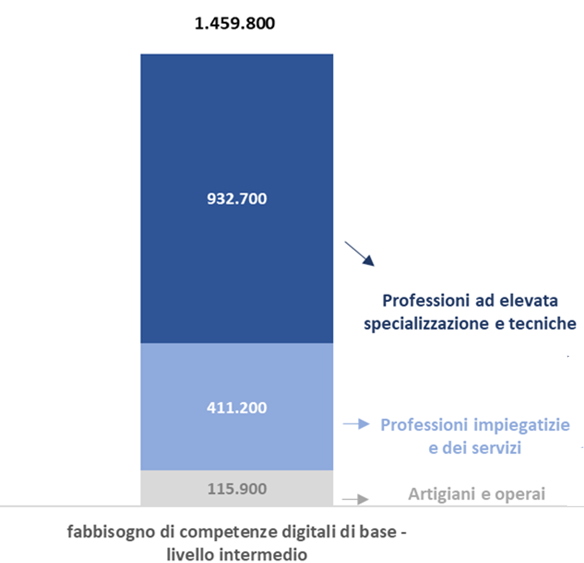 1.459.800
932.700
Professioni ad elevata
specializzazione e tecniche
411.200
Professioni impiegatizie
e dei servizi
115.900
Artigiani e operai
fabbisogno di competenze digitali di base -
livello intermedio